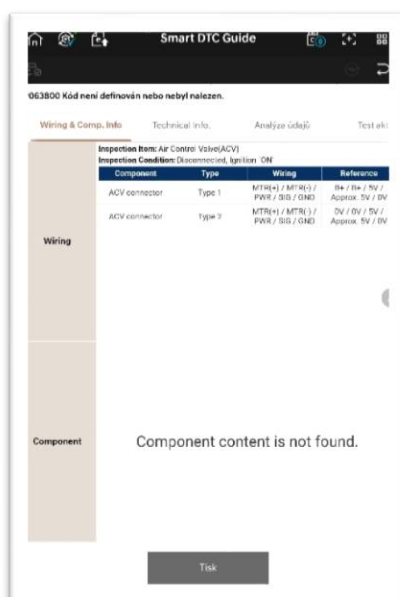 Smart DTC Guide
063800 Kód není definován nebo nebyl nalezen.
Wiring & Comp. Info
Technical Info.
Analýza údajů
Test akt
Inspection Item: Air Control Valve(ACV)
Inspection Condition: Disconnected, Ignition "ON"
Component Type Wiring Reference
ACV connector Type 1 MTR(+) / MTR(-) / B+ / B+ / 5V /
PWR / SIG / GND Approx. 5V / 0V
ACV connector Type 2 MTR(+) / MTR(-) / 0V / 0V / 5V /
PWR / SIG / GND Approx. 5V / 0V
Wiring
Component
Component content is not found.
Tisk